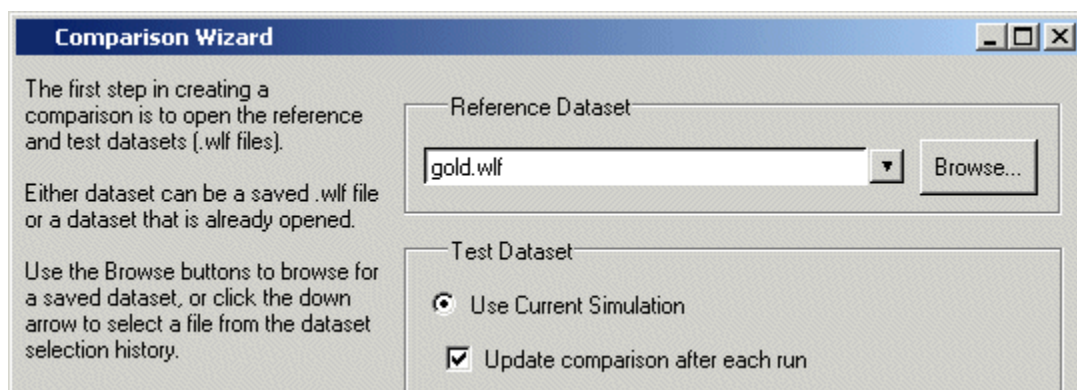 Comparison Wizard
The first step in creating a
comparison is to open the reference
and test datasets (.wlf files).
Either dataset can be a saved .wlf file
or a dataset that is already opened.
Use the Browse buttons to browse for
a saved dataset, or click the down
arrow to select a file from the dataset
selection history.
Reference Dataset
gold.wlf
Browse...
Test Dataset
Use Current Simulation
Update comparison after each run